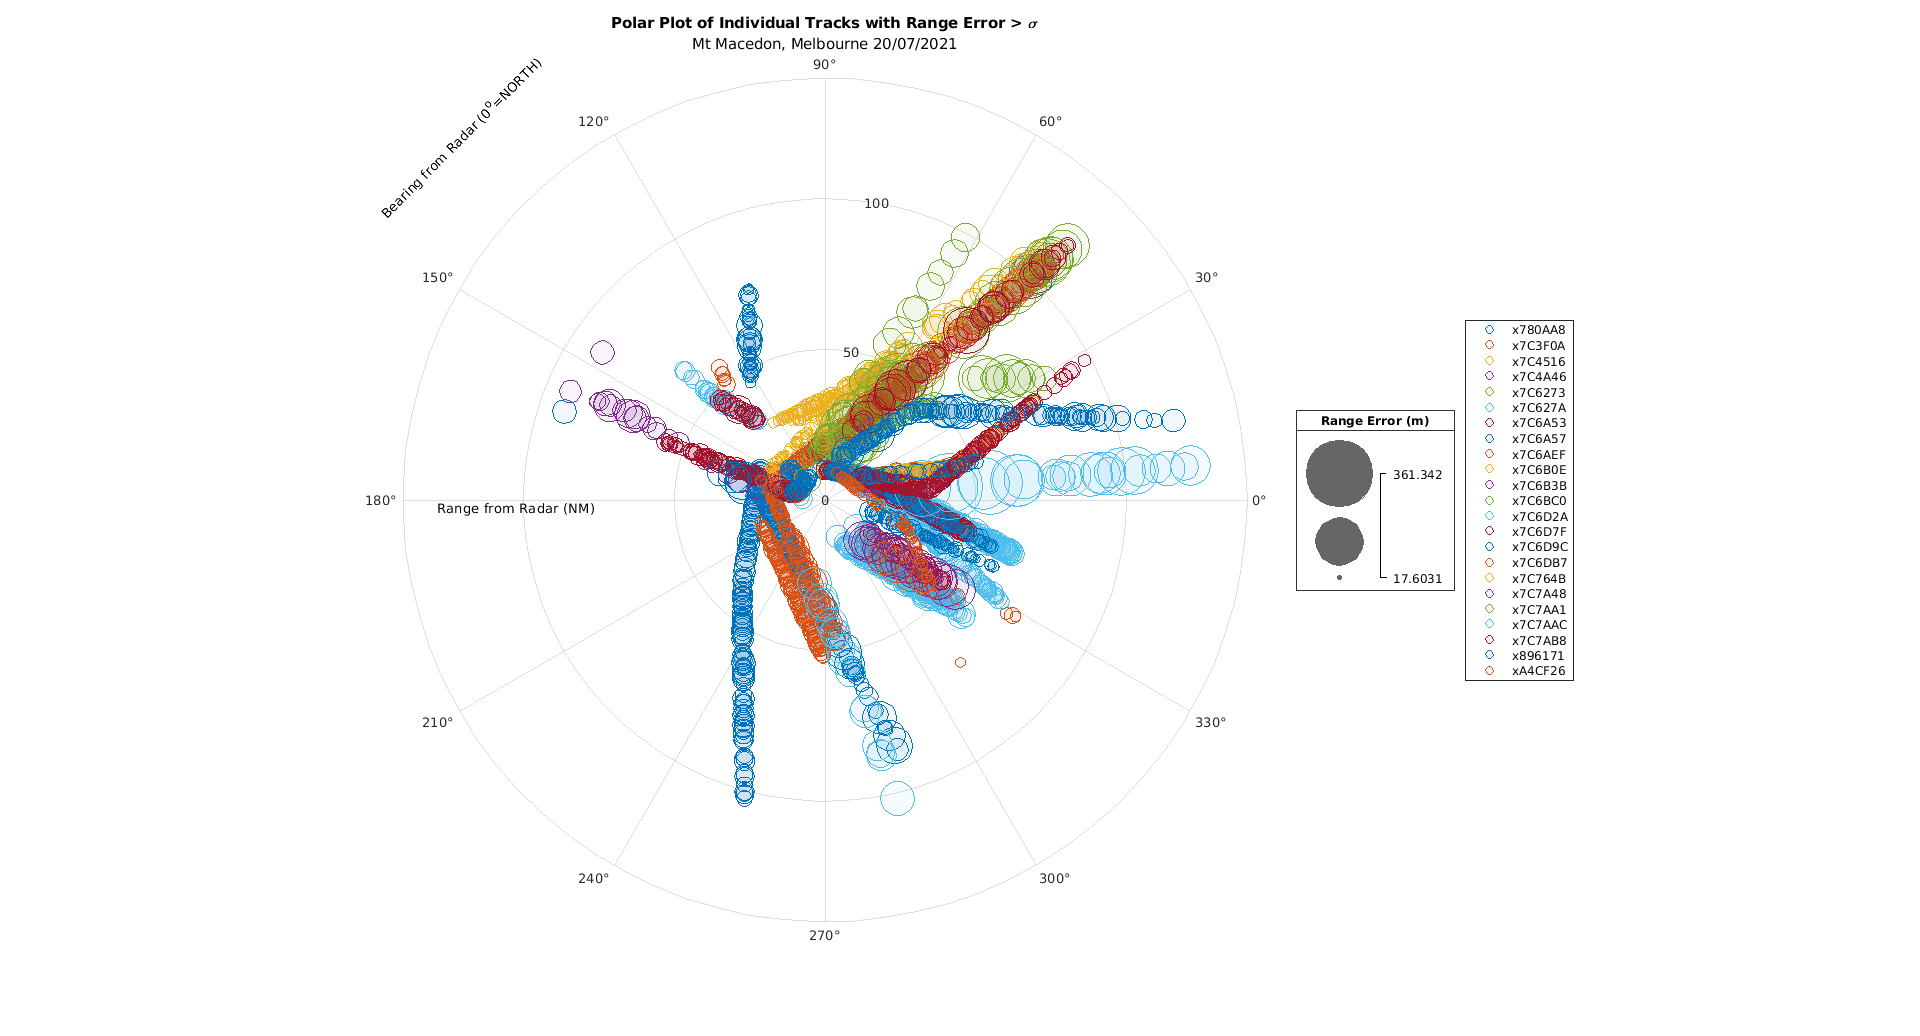 Polar Plot of Individual Tracks with Range Error > σ
Mt Macedon, Melbourne 20/07/2021
90°
120°
60°
Bearing from Radar (0°=NORTH)
150°
30°
100
50
180°
0
0°
Range from Radar (NM)
210°
330°
240°
300°
270°
Range Error (m)
361.342
17.6031
x780AA8
x7C3F0A
x7C4516
x7C4A46
x7C6273
x7C627A
x7C6A53
x7C6A57
x7C6AEF
x7C6B0E
x7C6B3B
x7C6BC0
x7C6D2A
x7C6D7F
x7C6D9C
x7C6DB7
x7C764B
x7C7A48
x7C7AA1
x7C7AAC
x7C7AB8
x896171
xA4CF26